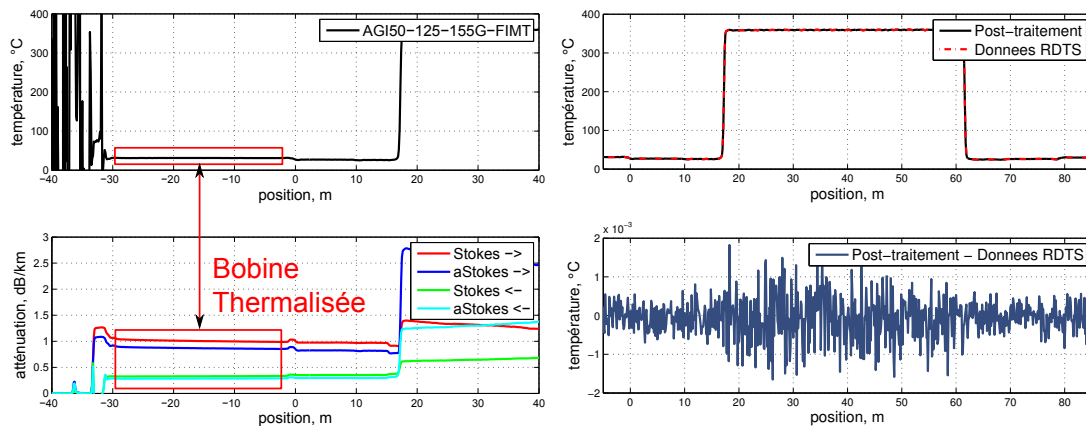 400
300
200
100
0
température, °C
AGI50−125−155G−FIMT
−40 −30 −20 −10 0 10 20 30 40
position, m
400
300
200
100
0
température, °C
Post−traitement
Donnees RDTS
0 10 20 30 40 50 60 70 80
position, m
3
2.5
2
1.5
1
0.5
0
atténuation, dB/km
Stokes −>
aStokes −>
Stokes <−
aStokes <−
Bobine
Thermalisée
−40 −30 −20 −10 0 10 20 30 40
position, m
x 10⁻³
2
1
0
−1
−2
température, °C
Post−traitement − Donnees RDTS
0 10 20 30 40 50 60 70 80
position, m